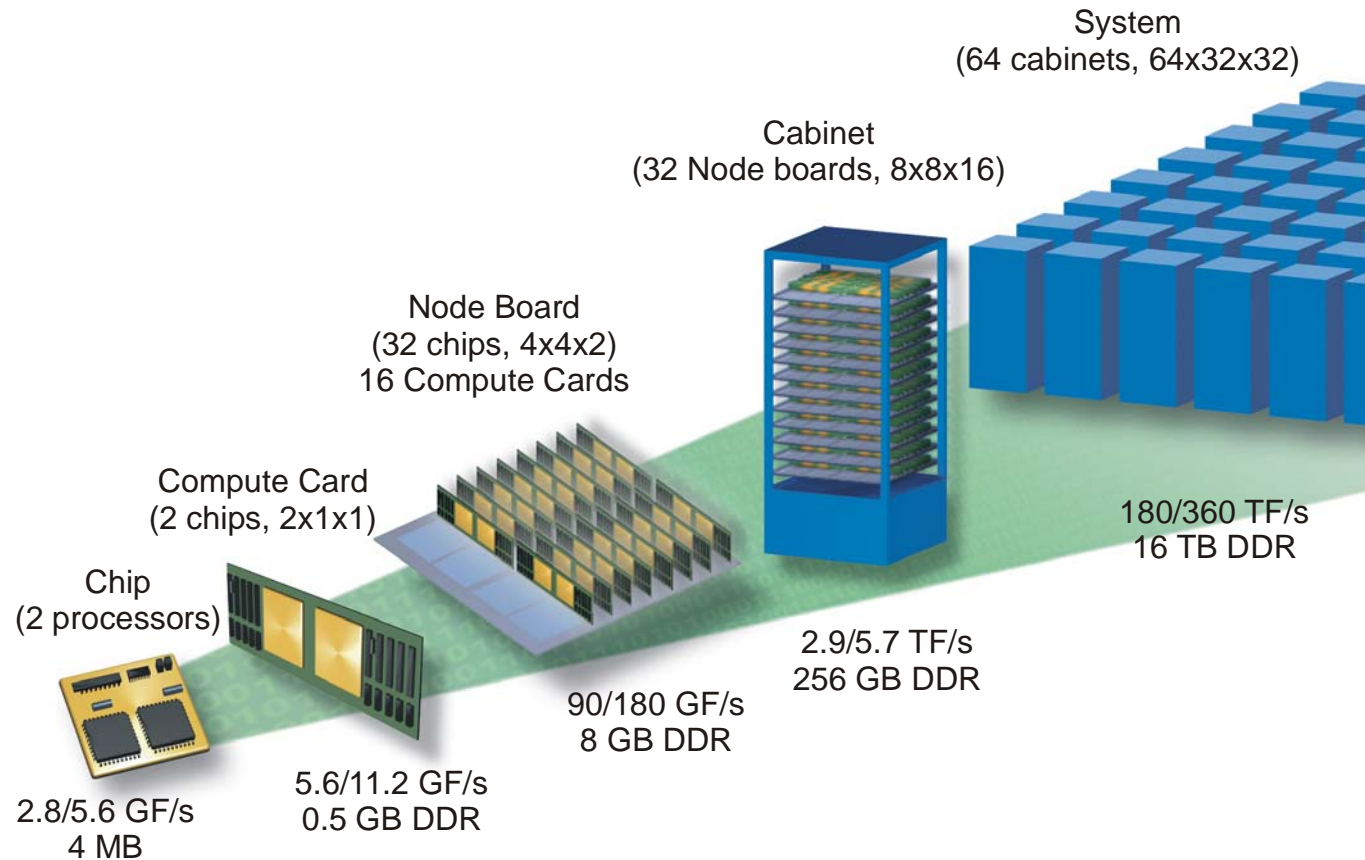 System
(64 cabinets, 64x32x32)
Cabinet
(32 Node boards, 8x8x16)
Node Board
(32 chips, 4x4x2)
16 Compute Cards
Compute Card
(2 chips, 2x1x1)
Chip
(2 processors)
180/360 TF/s
16 TB DDR
2.9/5.7 TF/s
256 GB DDR
90/180 GF/s
8 GB DDR
5.6/11.2 GF/s
0.5 GB DDR
2.8/5.6 GF/s
4 MB